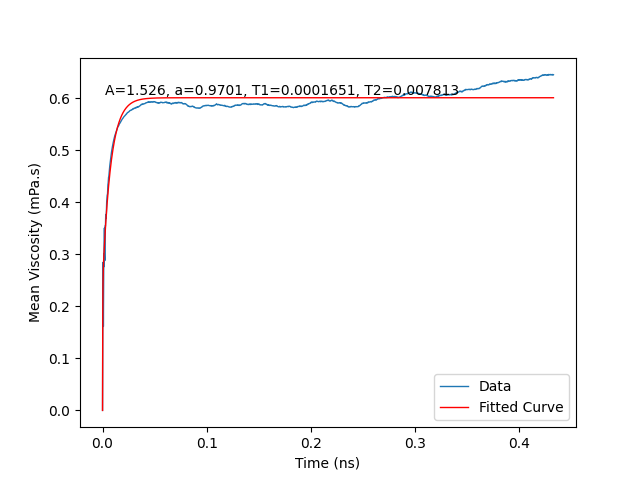 A=1.526, a=0.9701, T1=0.0001651, T2=0.007813
0.6
0.5
0.4
0.3
0.2
0.1
0.0
Mean Viscosity (mPa.s)
Data
Fitted Curve
0.0 0.1 0.2 0.3 0.4
Time (ns)